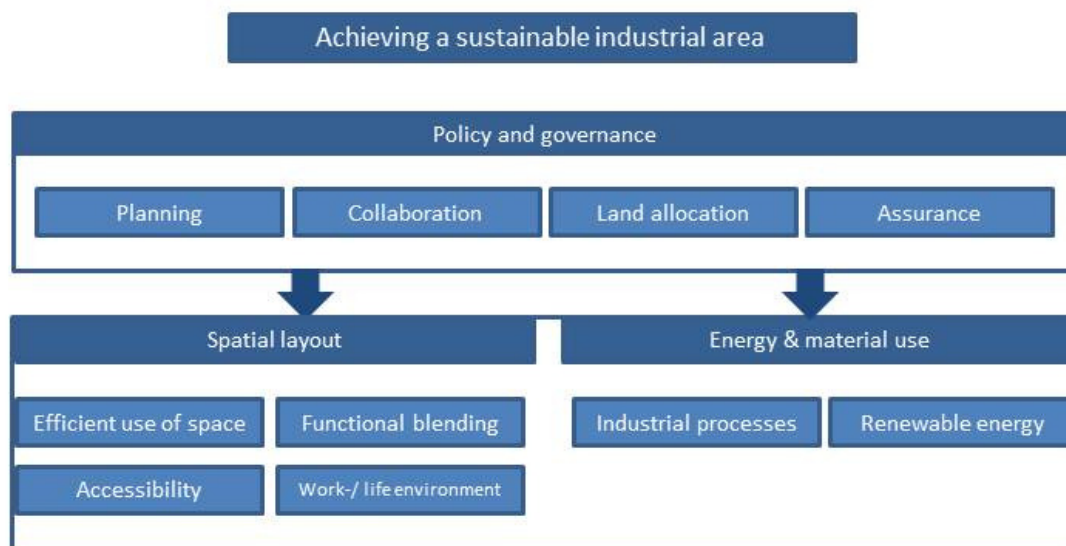 Achieving a sustainable industrial area
Policy and governance
Planning
Collaboration
Land allocation
Assurance
Spatial layout
Energy & material use
Efficient use of space
Functional blending
Industrial processes
Renewable energy
Accessibility
Work-/ life environment